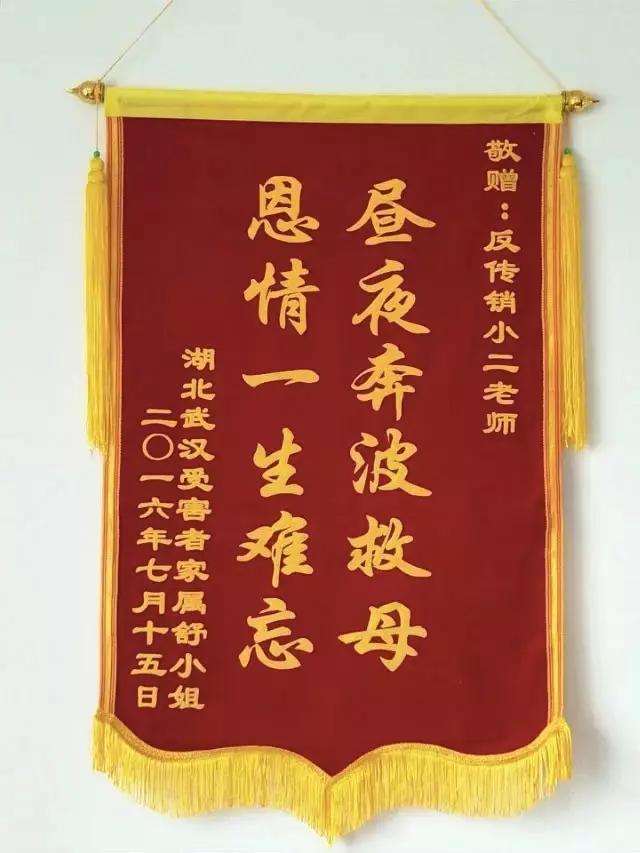 敬赠：反传销小二老师
昼夜奔波救母
恩情一生难忘
湖北武汉受害者家属舒小姐
二〇一六年七月十五日